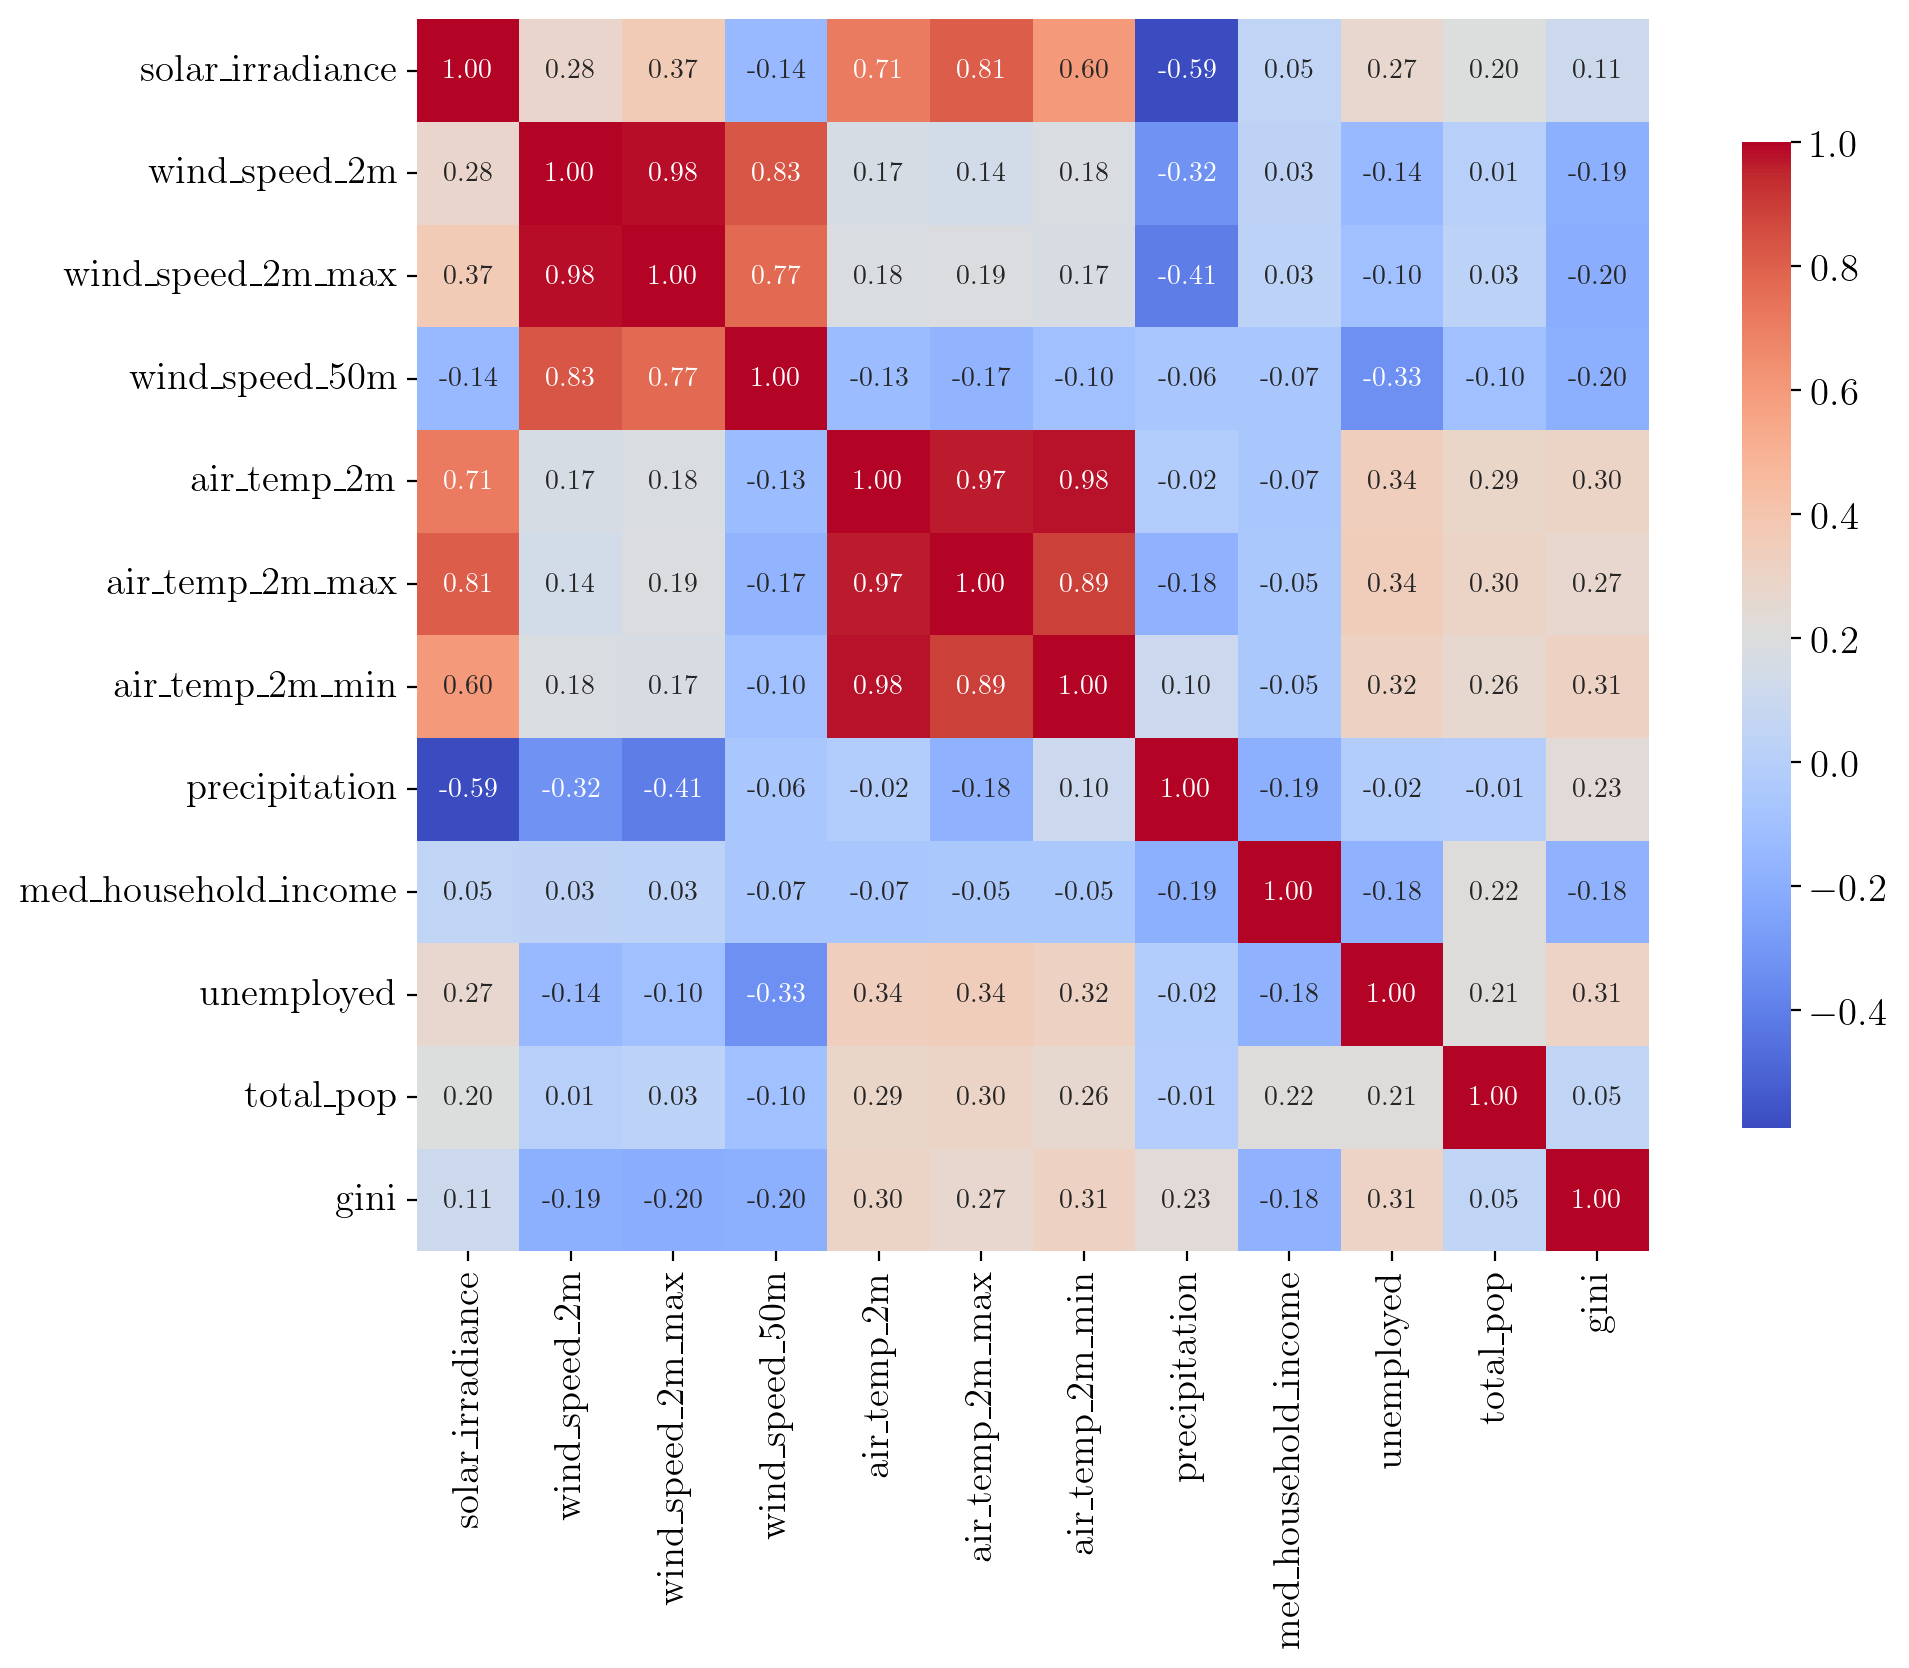 solar_irradiance 1.00 0.28 0.37 -0.14 0.71 0.81 0.60 -0.59 0.05 0.27 0.20 0.11
wind_speed_2m 0.28 1.00 0.98 0.83 0.17 0.14 0.18 -0.32 0.03 -0.14 0.01 -0.19
wind_speed_2m_max 0.37 0.98 1.00 0.77 0.18 0.19 0.17 -0.41 0.03 -0.10 0.03 -0.20
wind_speed_50m -0.14 0.83 0.77 1.00 -0.13 -0.17 -0.10 -0.06 -0.07 -0.33 -0.10 -0.20
air_temp_2m 0.71 0.17 0.18 -0.13 1.00 0.97 0.98 -0.02 -0.07 0.34 0.29 0.30
air_temp_2m_max 0.81 0.14 0.19 -0.17 0.97 1.00 0.89 -0.18 -0.05 0.34 0.30 0.27
air_temp_2m_min 0.60 0.18 0.17 -0.10 0.98 0.89 1.00 0.10 -0.05 0.32 0.26 0.31
precipitation -0.59 -0.32 -0.41 -0.06 -0.02 -0.18 0.10 1.00 -0.19 -0.02 -0.01 0.23
med_household_income 0.05 0.03 0.03 -0.07 -0.07 -0.05 -0.05 -0.19 1.00 -0.18 0.22 -0.18
unemployed 0.27 -0.14 -0.10 -0.33 0.34 0.34 0.32 -0.02 -0.18 1.00 0.21 0.31
total_pop 0.20 0.01 0.03 -0.10 0.29 0.30 0.26 -0.01 0.22 0.21 1.00 0.05
gini 0.11 -0.19 -0.20 -0.20 0.30 0.27 0.31 0.23 -0.18 0.31 0.05 1.00
solar_irradiance
wind_speed_2m
wind_speed_2m_max
wind_speed_50m
air_temp_2m
air_temp_2m_max
air_temp_2m_min
precipitation
med_household_income
unemployed
total_pop
gini
1.0
0.8
0.6
0.4
0.2
0.0
−0.2
−0.4